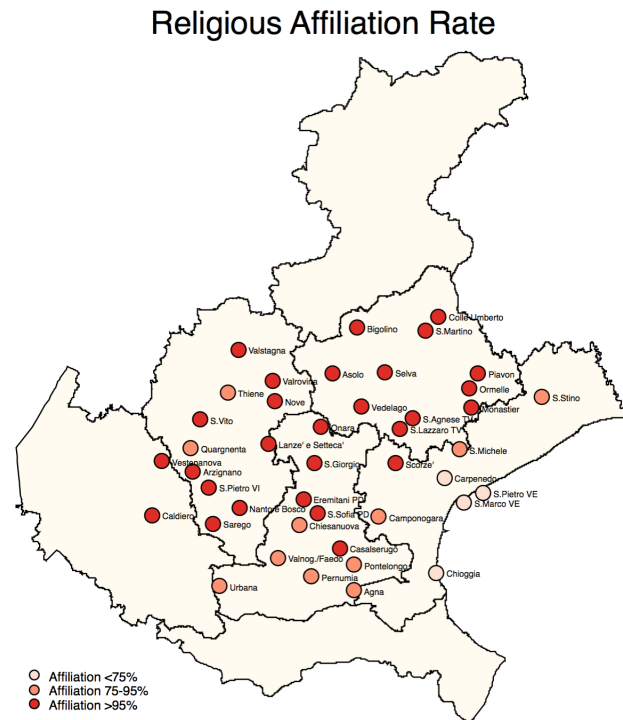 Religious Affiliation Rate
Colle Umberto
Bigolino
S.Martino
Valstagna
Asolo
Selva
Piavon
Valrovina
Ormelle
Thiene
S.Stino
Nove
Vedelago
Monastier
S.Vito
S.Agnese TV
Onara
S.Lazzaro TV
Lanze' e Setteca'
Quargnenta
S.Michele
Vestenanova
S.Giorgio
Scorze'
Arzignano
Carpenedo
S.Pietro VI
S.Pietro VE
Eremitani PD
S.Marco VE
Nanto e Bosco
Caldiero
S.Sofia PD
Camponogara
Sarego
Chiesanuova
Casalserugo
Valnog./Faedo
Pontelongo
Chioggia
Pernumia
Urbana
Agna
Affiliation <75%
Affiliation 75-95%
Affiliation >95%